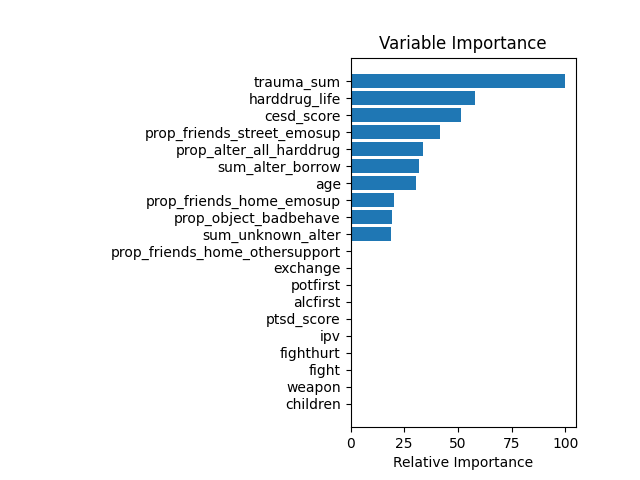 Variable Importance
trauma_sum
harddrug_life
cesd_score
prop_friends_street_emosup
prop_alter_all_harddrug
sum_alter_borrow
age
prop_friends_home_emosup
prop_object_badbehave
sum_unknown_alter
prop_friends_home_othersupport
exchange
potfirst
alcfirst
ptsd_score
ipv
fighthurt
fight
weapon
children
0 25 50 75 100
Relative Importance